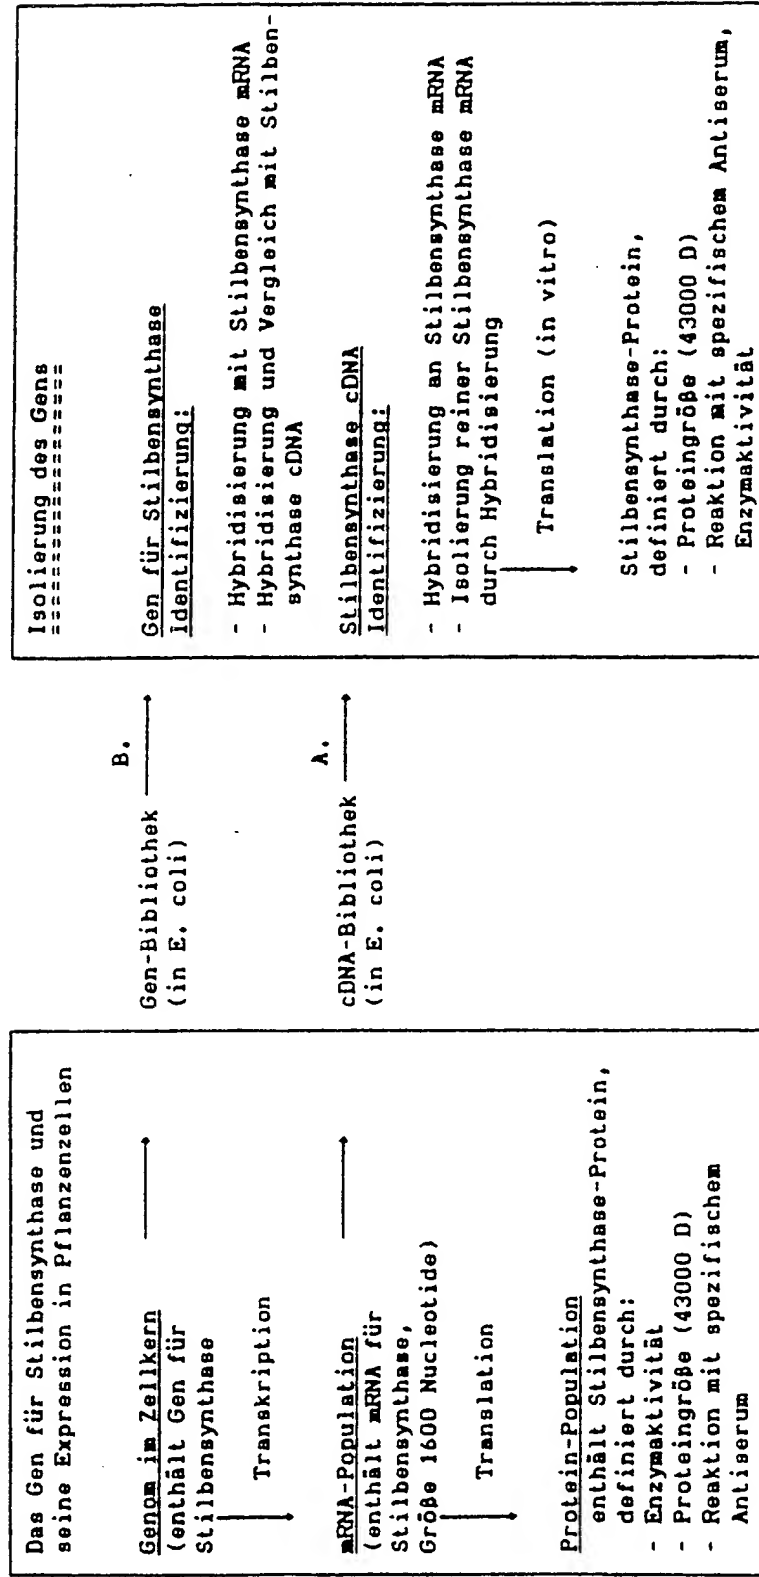 Das Gen für Stilbensynthase und
seine Expression in Pflanzenzellen
Genom im Zellkern
(enthält Gen für
Stilbensynthase
Transkription
mRNA-Population
(enthält mRNA für
Stilbensynthase,
Größe 1600 Nucleotide)
Translation
Protein-Population
enthält Stilbensynthase-Protein,
definiert durch:
- Enzymaktivität
- Proteingröße (43000 D)
- Reaktion mit spezifischem
Antiserum
B.
Gen-Bibliothek
(in E. coli)
A.
cDNA-Bibliothek
(in E. coli)
Isolierung des Gens
===================
Gen für Stilbensynthase
Identifizierung:
- Hybridisierung mit Stilbensynthase mRNA
- Hybridisierung und Vergleich mit Stilben-
synthase cDNA
Stilbensynthase cDNA
Identifizierung:
- Hybridisierung an Stilbensynthase mRNA
- Isolierung reiner Stilbensynthase mRNA
durch Hybridisierung
Translation (in vitro)
Stilbensynthase-Protein,
definiert durch:
- Proteingröße (43000 D)
- Reaktion mit spezifischem Antiserum,
Enzymaktivität